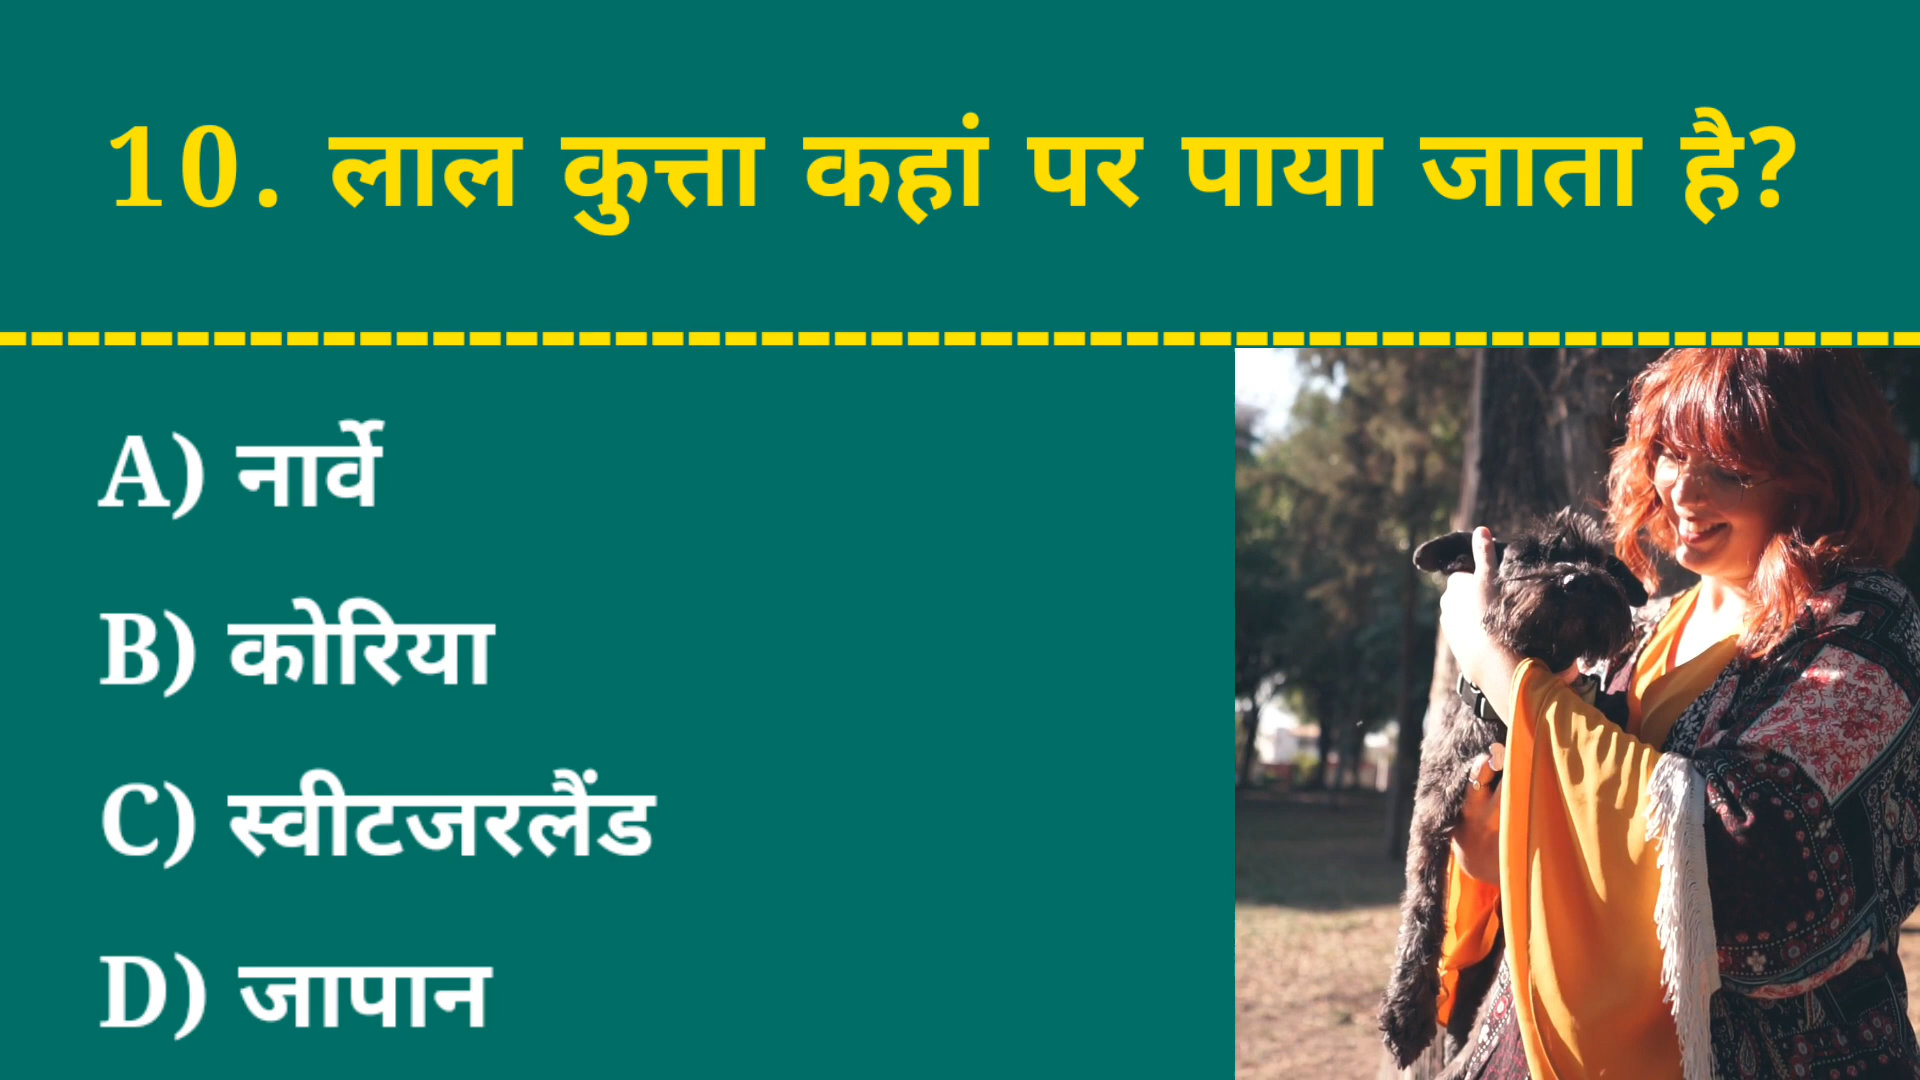 10. लाल कुत्ता कहां पर पाया जाता है?
A) नार्वे
B) कोरिया
C) स्वीटजरलैंड
D) जापान